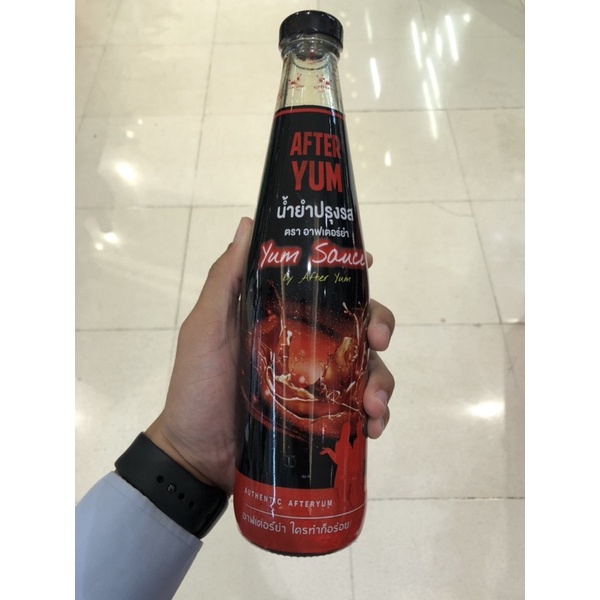 AFTER
YUM
น้ำยำปรุงรส
ตรา อาฟเตอร์ยำ
Yum Sauce
by After Yum
AUTHENTIC AFTERYUM
อาฟเต่อร์ย่ำ ใครทำก็อร่อย